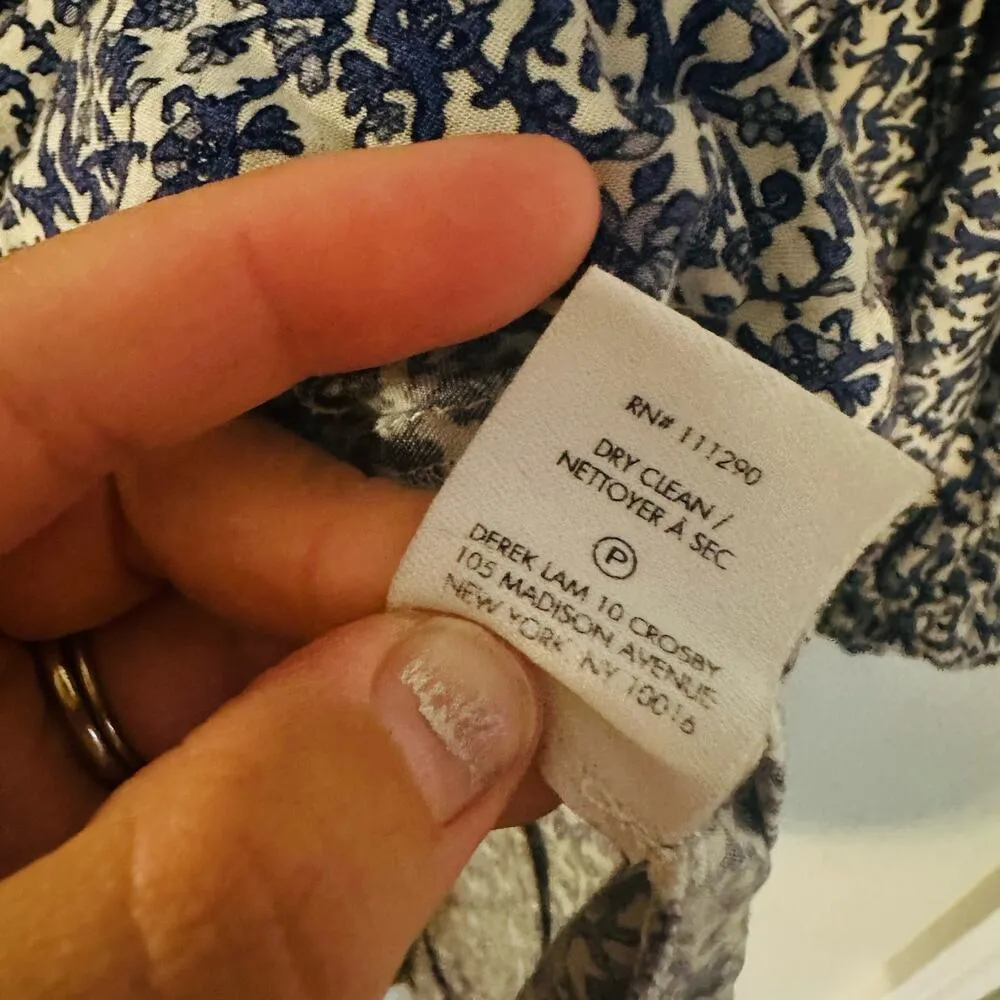 RN# 111290
DRY CLEAN /
NETTOYER À SEC
P
DEREK LAM 10 CROSBY
105 MADISON AVENUE
NEW YORK NY 10016